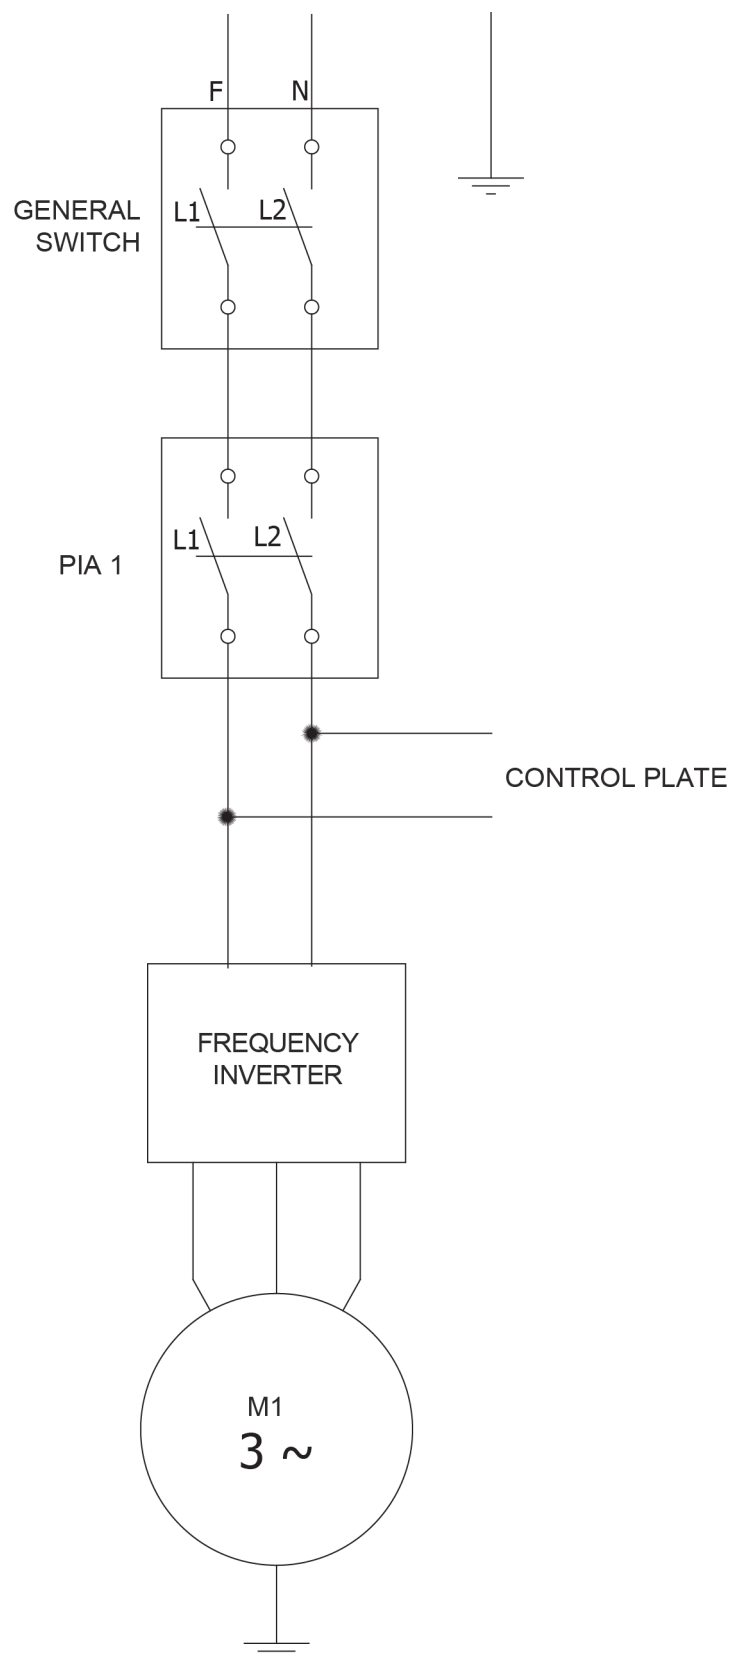 F
N
GENERAL
SWITCH
L1
L2
PIA 1
L1
L2
CONTROL PLATE
FREQUENCY
INVERTER
M1
3 ~